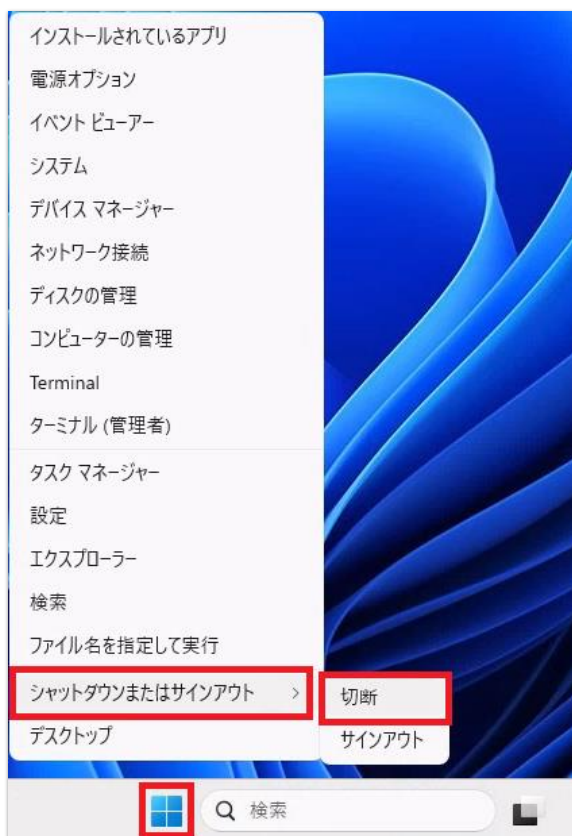 インストールされているアプリ
電源オプション
イベント ビューアー
システム
デバイス マネージャー
ネットワーク接続
ディスクの管理
コンピューターの管理
Terminal
ターミナル (管理者)
タスク マネージャー
設定
エクスプローラー
検索
ファイル名を指定して実行
シャットダウンまたはサインアウト
切断
デスクトップ
サインアウト
検索